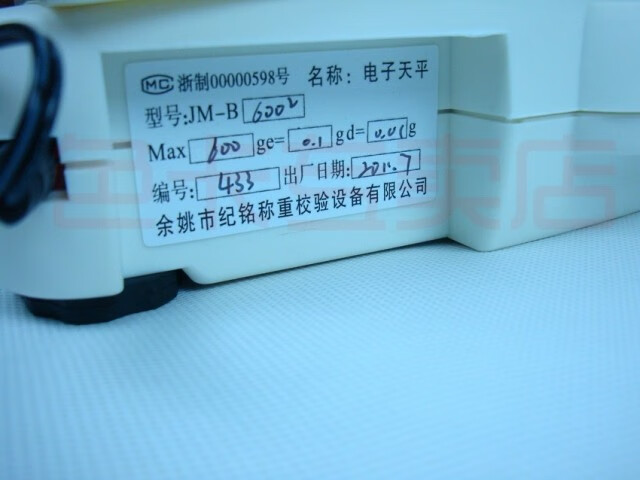 MC 浙制00000598号 名称：电子天平
型号:JM-B 6002
Max 600 ge= 0.1 gd= 0.01 g
编号: 433 出厂日期: 2011.7
余姚市纪铭称重校验设备有限公司